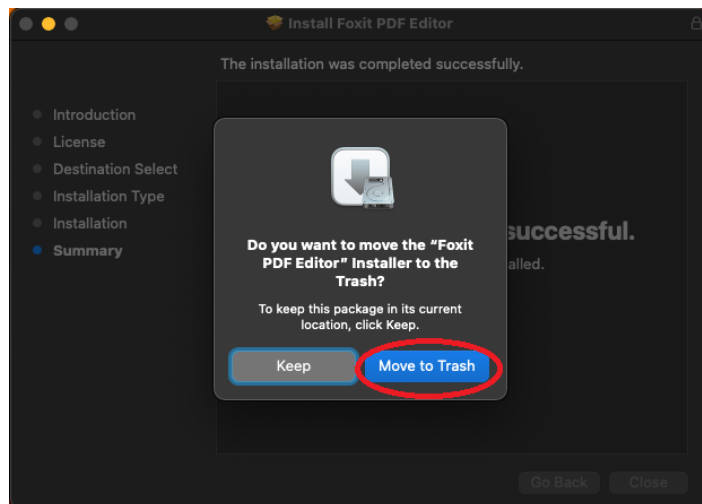 Install Foxit PDF Editor
The installation was completed successfully.
Introduction
License
Destination Select
Installation Type
Installation
Summary
successful.
alled.
Do you want to move the “Foxit
PDF Editor” Installer to the
Trash?
To keep this package in its current
location, click Keep.
Keep
Move to Trash
Go Back
Close